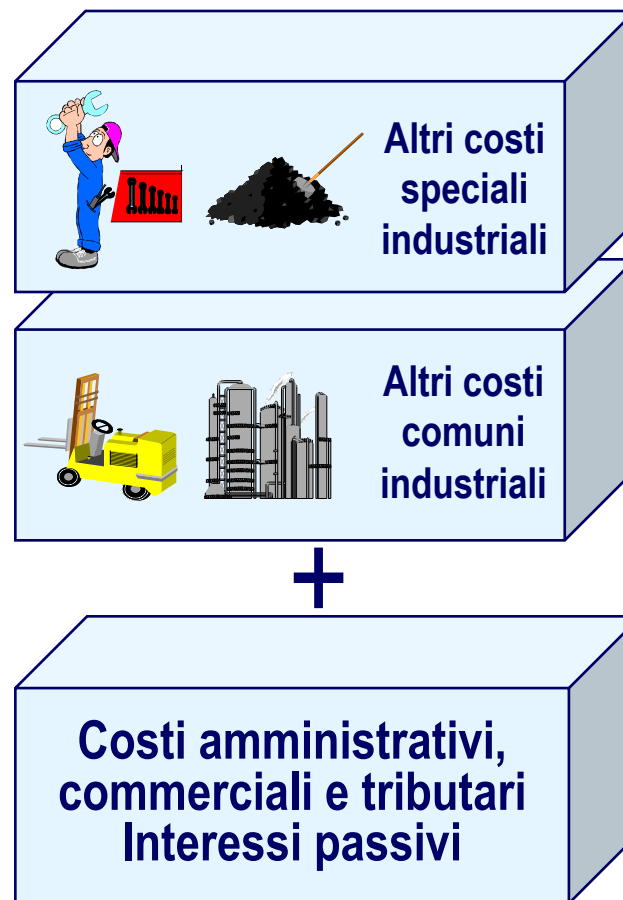 Altri costi
speciali
industriali
Altri costi
comuni
industriali
+
Costi amministrativi,
commerciali e tributari
Interessi passivi